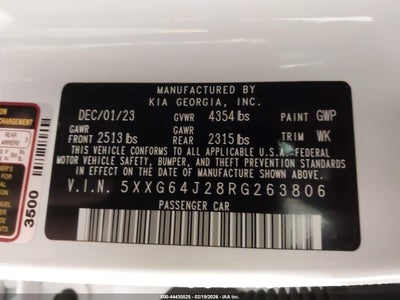 MANUFACTURED BY
KIA GEORGIA, INC.
DEC/01/23 GVWR 4354 lbs PAINT GWP
GAWR FRONT 2513 lbs GAWR REAR 2315 lbs TRIM WK
THIS VEHICLE CONFORMS TO ALL APPLICABLE U.S.A. FEDERAL
MOTOR VEHICLE SAFETY, BUMPER, AND THEFT PREVENTION STANDARDS
IN EFFECT ON THE DATE OF MANUFACTURE SHOWN ABOVE.
V.I.N. 5XXG64J28RG263806
PASSENGER CAR
REAR
3
3500
000-44430525 - 02/19/2026 - IAA Inc.